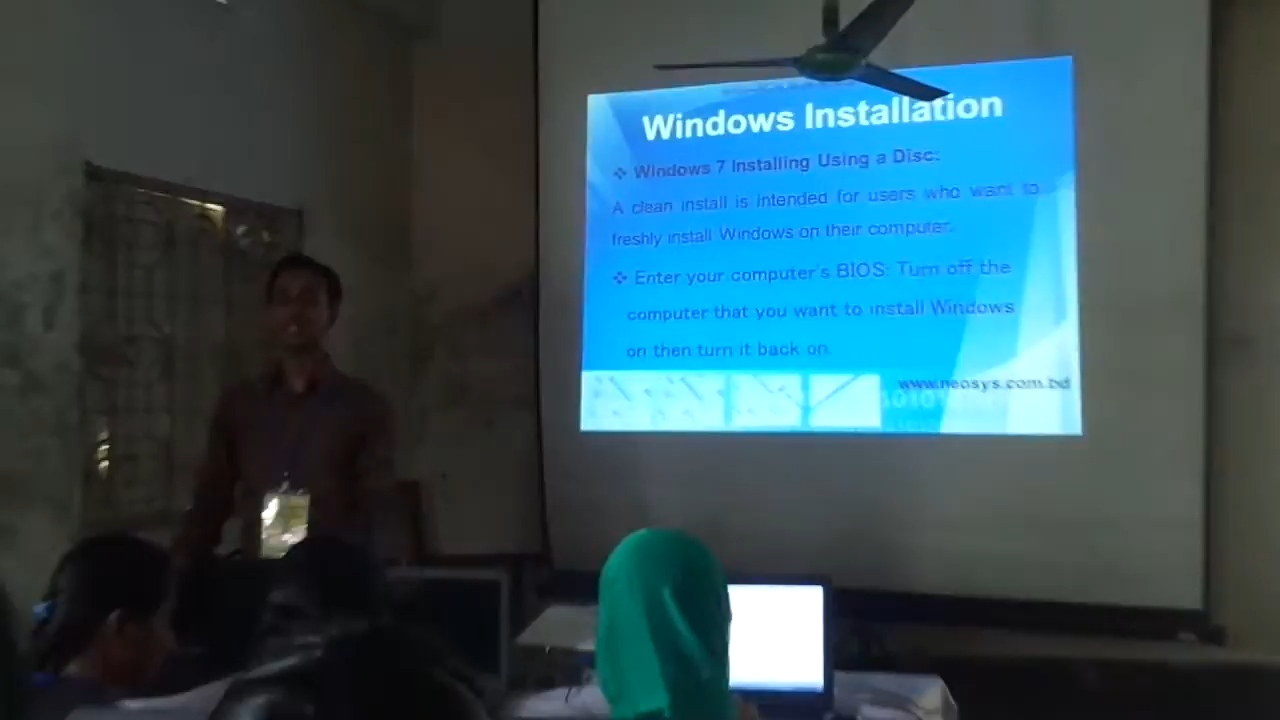 Windows Installation
❖ Windows 7 Installing Using a Disc:
A clean install is intended for users who want to
freshly install Windows on their computer.
❖ Enter your computer's BIOS: Turn off the
computer that you want to install Windows
on then turn it back on.
www.neosys.com.bd